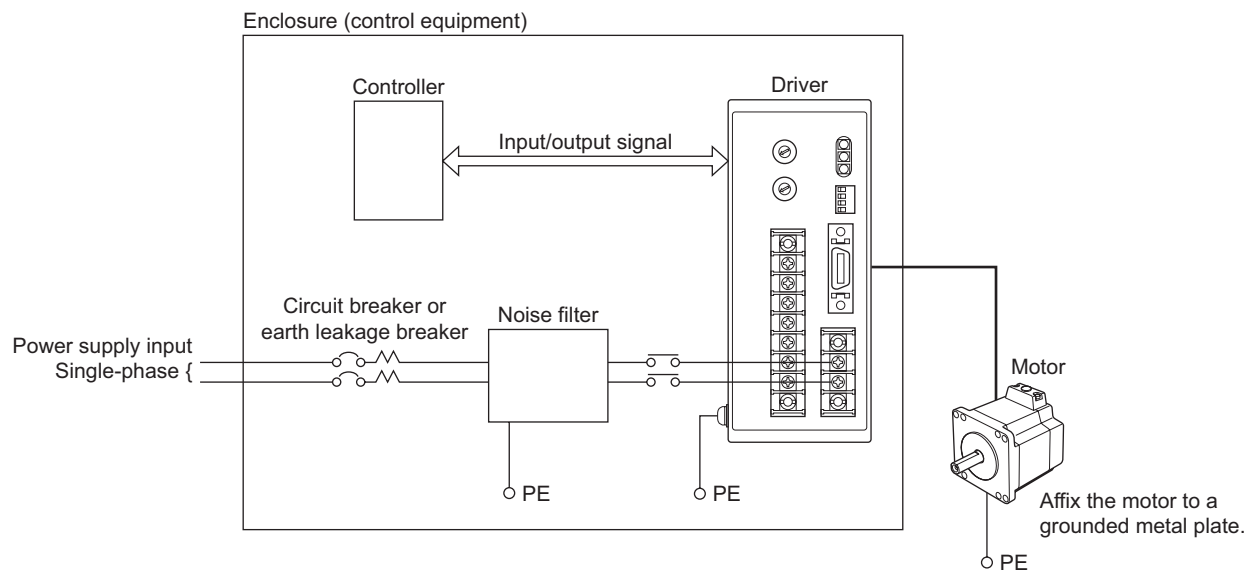 Enclosure (control equipment)
Controller
Driver
Input/output signal
Circuit breaker or
earth leakage breaker
Noise filter
Power supply input
Single-phase {
Motor
PE
PE
Affix the motor to a
grounded metal plate.
PE